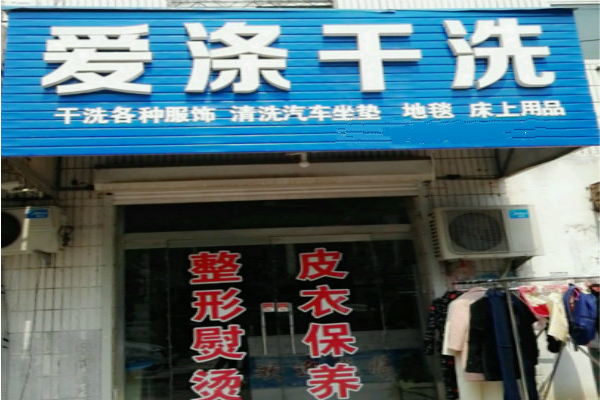 爱涤干洗
干洗各种服饰 清洗汽车坐垫 地毯 床上用品
整形熨烫
皮衣保养